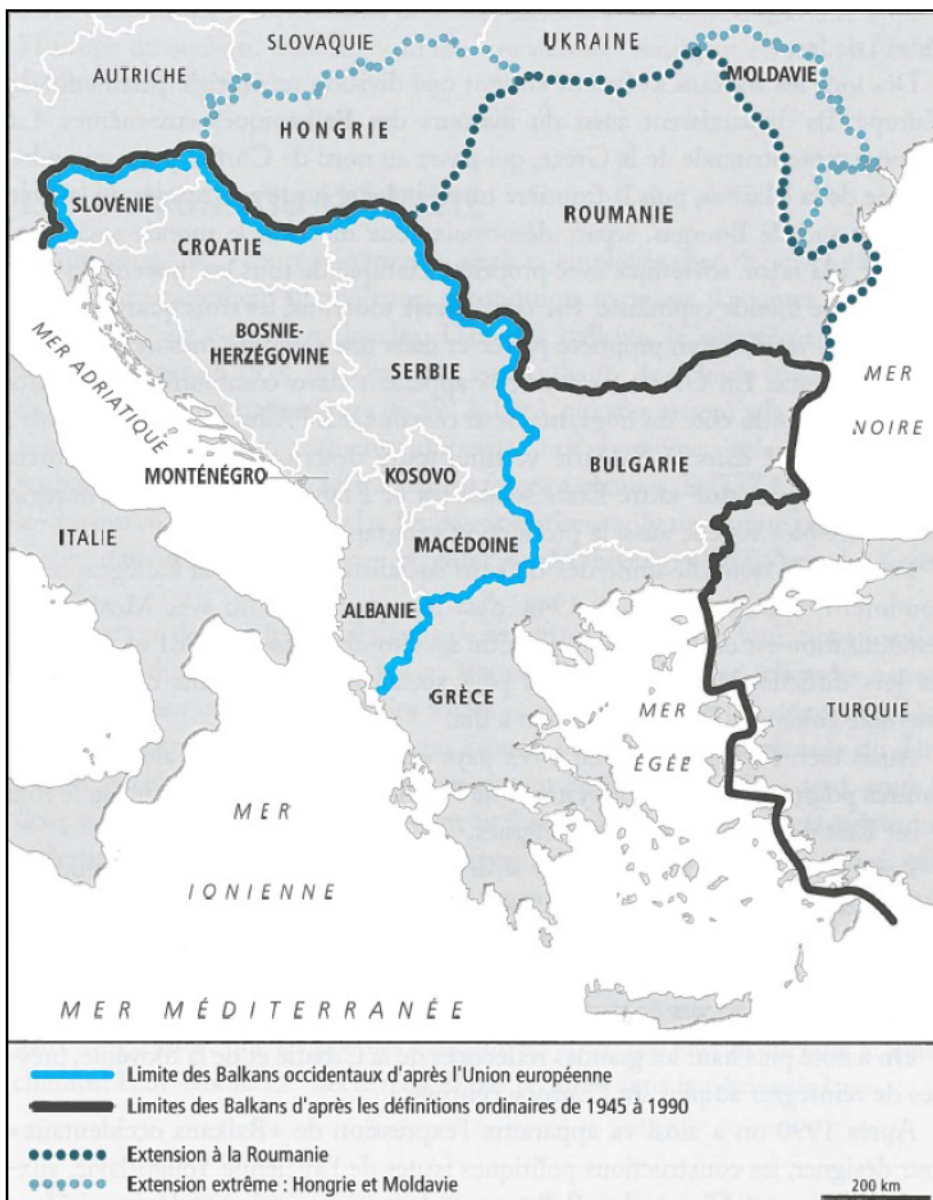 SLOVAQUIE
UKRAINE
AUTRICHE
MOLDAVIE
HONGRIE
SLOVÉNIE
ROUMANIE
CROATIE
BOSNIE-
HERZÉGOVINE
SERBIE
MER ADRIATIQUE
MER
NOIRE
MONTÉNÉGRO
KOSOVO
BULGARIE
ITALIE
MACÉDOINE
ALBANIE
GRÈCE
MER
ÉGÉE
TURQUIE
MER
IONIENNE
MER MÉDITERRANÉE
Limite des Balkans occidentaux d'après l'Union européenne
Limites des Balkans d'après les définitions ordinaires de 1945 à 1990
Extension à la Roumanie
Extension extrême : Hongrie et Moldavie
200 km